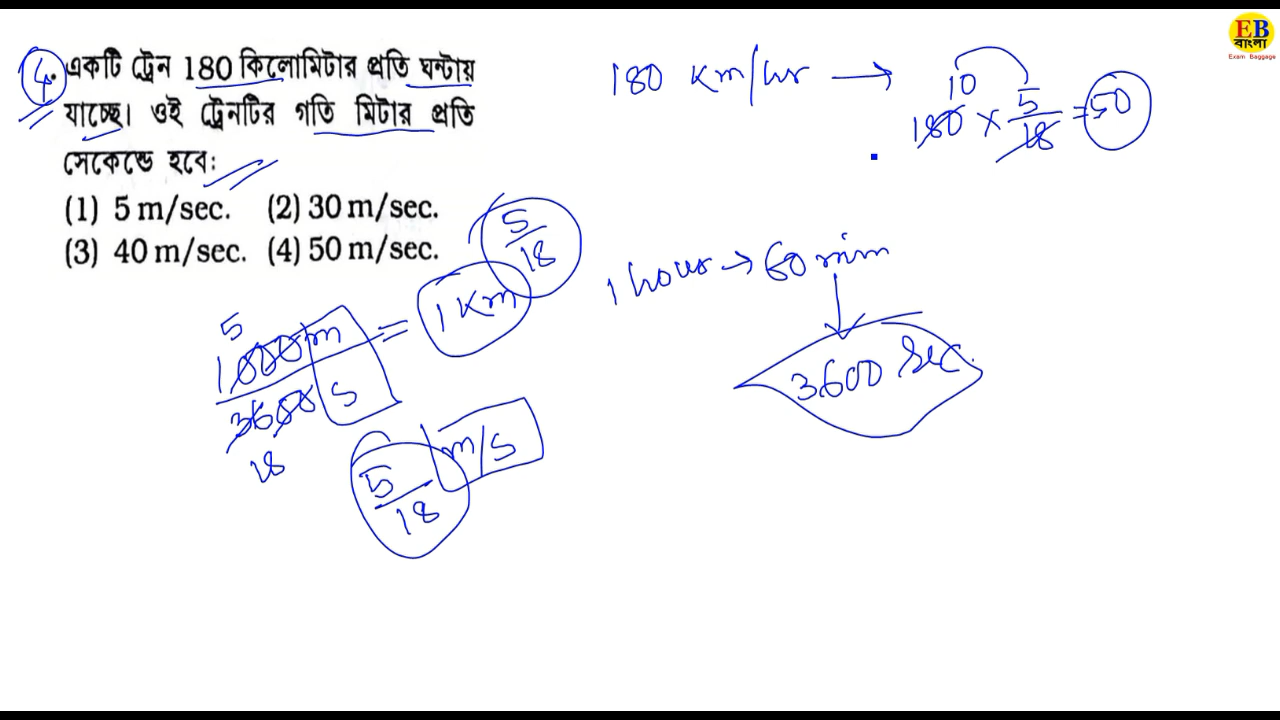 EB
বাংলা
Exam Baggage
4. একটি ট্রেন 180 কিলোমিটার প্রতি ঘন্টায়
যাচ্ছে। ওই ট্রেনটির গতি মিটার প্রতি
সেকেন্ডে হবে:
(1) 5 m/sec. (2) 30 m/sec.
(3) 40 m/sec. (4) 50 m/sec.
180 km/hr → 10
180 × 5/18 = 50
1 hour → 60 min
3600 sec.
5
1000 m / 3600 s = 1 Km 5/18
18
5/18 m/s